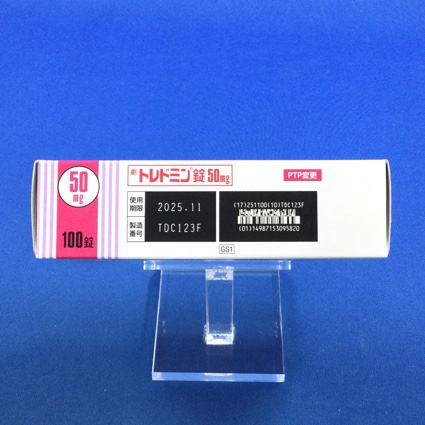 50
mg
100錠
劇 トレドミン®錠50mg
PTP変更
使用
期限
2025.11
製造
番号
TDC123F
(17)251100(10)TDC123F
(01)14987153095820
GS1